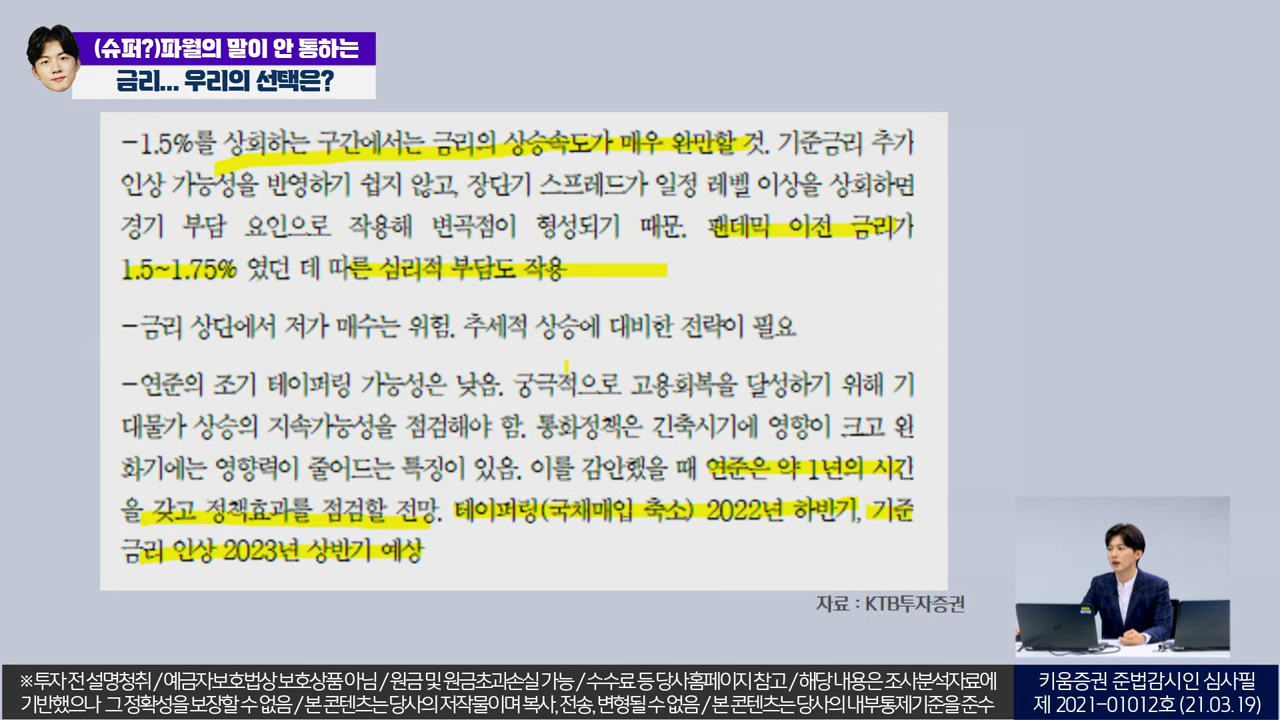 (슈퍼?)파월의 말이 안 통하는
금리... 우리의 선택은?
-1.5%를 상회하는 구간에서는 금리의 상승속도가 매우 완만할 것. 기준금리 추가
인상 가능성을 반영하기 쉽지 않고, 장단기 스프레드가 일정 레벨 이상을 상회하면
경기 부담 요인으로 작용해 변곡점이 형성되기 때문. 팬데믹 이전 금리가
1.5~1.75% 였던 데 따른 심리적 부담도 작용
-금리 상단에서 저가 매수는 위험. 추세적 상승에 대비한 전략이 필요
-연준의 조기 테이퍼링 가능성은 낮음. 궁극적으로 고용회복을 달성하기 위해 기
대물가 상승의 지속가능성을 점검해야 함. 통화정책은 긴축시기에 영향이 크고 완
화기에는 영향력이 줄어드는 특징이 있음. 이를 감안했을 때 연준은 약 1년의 시간
을 갖고 정책효과를 점검할 전망. 테이퍼링(국채매입 축소) 2022년 하반기, 기준
금리 인상 2023년 상반기 예상
자료 : KTB투자증권
※ 투자 전 설명청취 / 예금자보호법상 보호상품 아님 / 원금 및 원금초과손실 가능 / 수수료 등 당사홈페이지 참고 / 해당 내용은 조사분석자료에
기반했으나 그 정확성을 보장할 수 없음 / 본 콘텐츠는 당사의 저작물이며 복사, 전송, 변형될 수 없음 / 본 콘텐츠는 당사의 내부통제기준을 준수
키움증권 준법감시인 심사필
제 2021-01012호 (21.03.19)